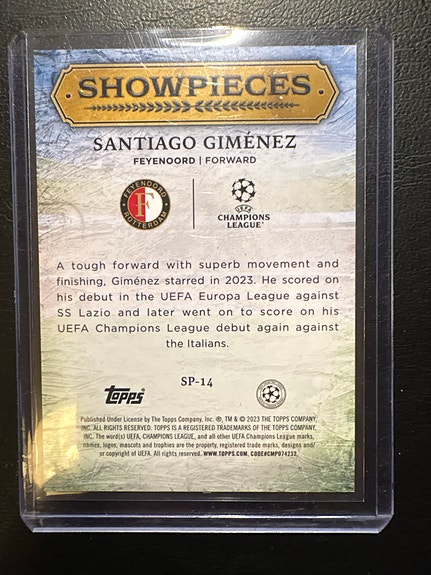 SHOWPIECES
SANTIAGO GIMÉNEZ
FEYENOORD | FORWARD
FEYENOORD
F
ROTTERDAM
UEFA
CHAMPIONS
LEAGUE®
A tough forward with superb movement and
finishing, Giménez starred in 2023. He scored on
his debut in the UEFA Europa League against
SS Lazio and later went on to score on his
UEFA Champions League debut again against
the Italians.
SP-14
Topps
Published Under License by The Topps Company, Inc. ®, TM & © 2023 THE TOPPS COMPANY,
INC. ALL RIGHTS RESERVED. TOPPS IS A REGISTERED TRADEMARKS OF THE TOPPS COMPANY,
INC. The word(s) UEFA, CHAMPIONS LEAGUE, and all other UEFA Champions League marks,
names, logos, mascots and trophies are the property, registered trade marks, designs and/
or copyright of UEFA. All rights reserved. WWW.TOPPS.COM, CODE#CMP074232,